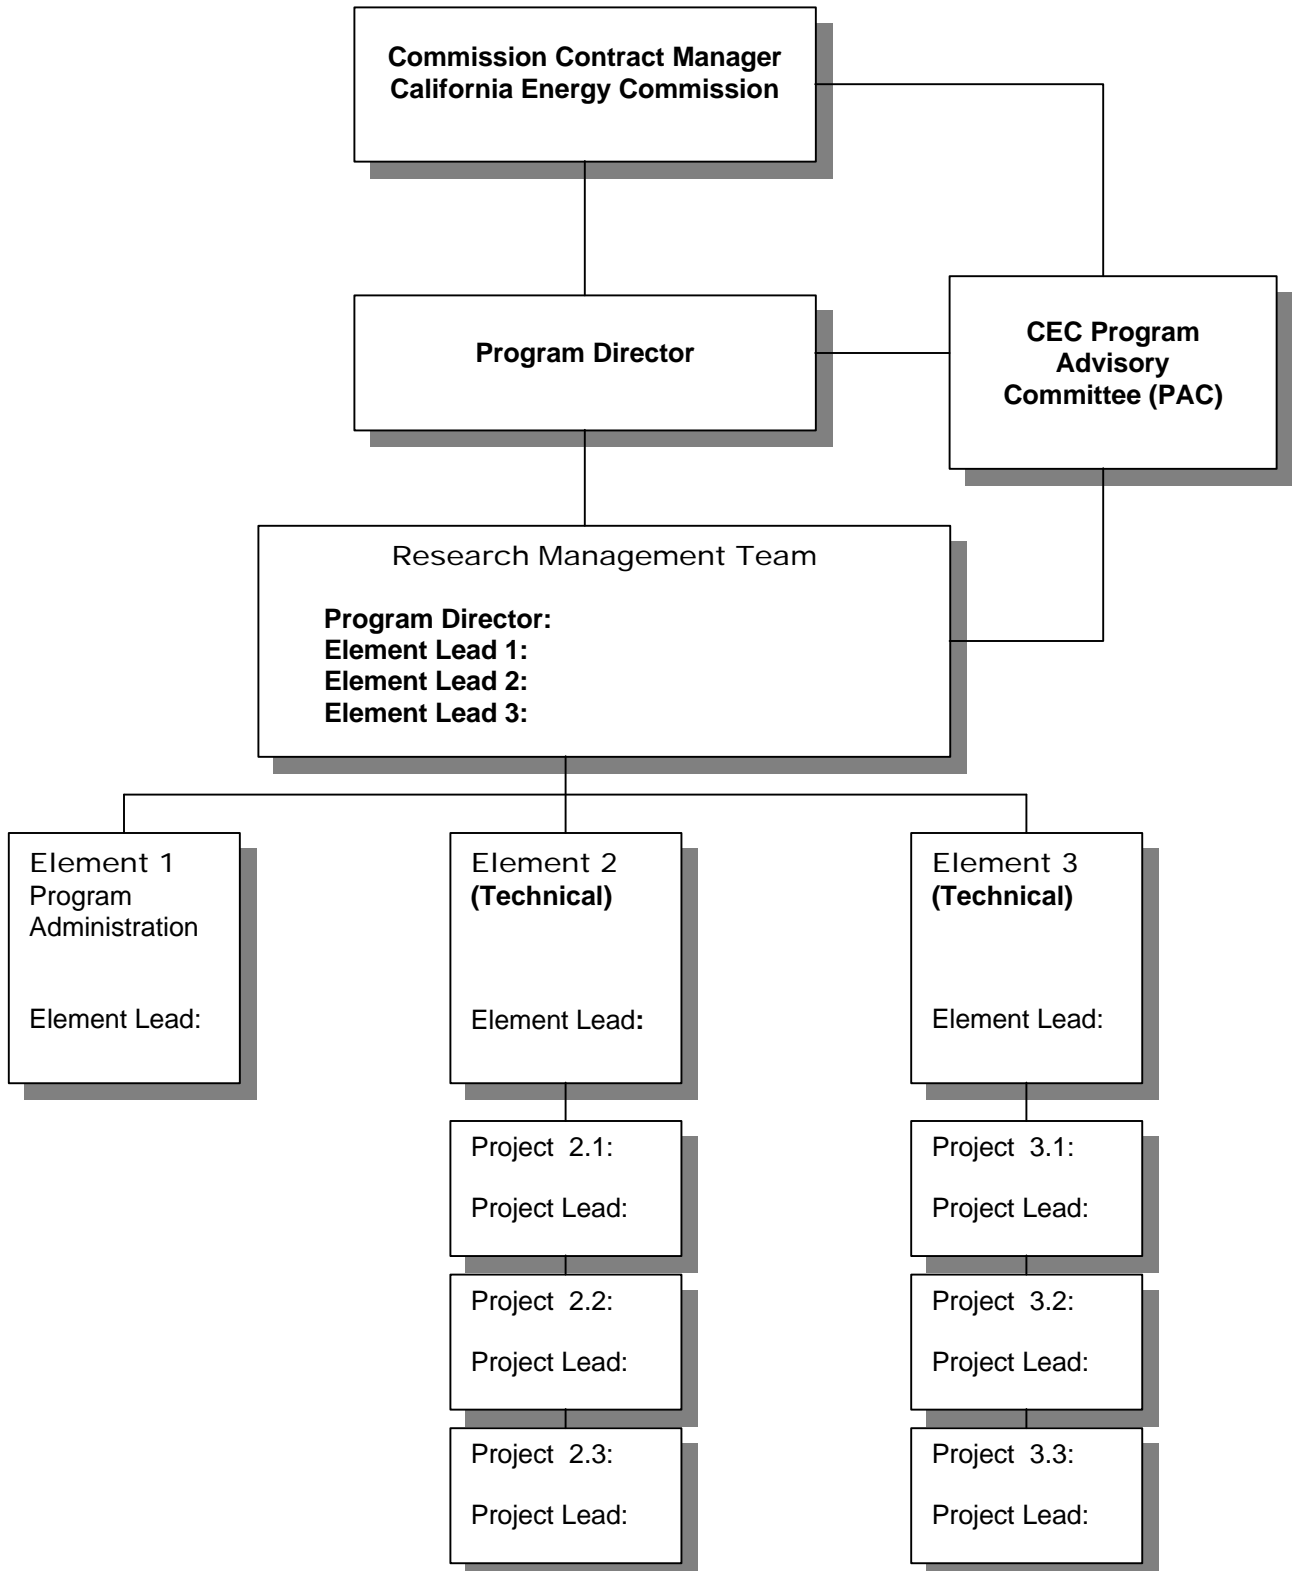 Commission Contract Manager
California Energy Commission
Program Director
CEC Program
Advisory
Committee (PAC)
Research Management Team
Program Director:
Element Lead 1:
Element Lead 2:
Element Lead 3:
Element 1
Program
Administration
Element Lead:
Element 2
(Technical)
Element Lead:
Element 3
(Technical)
Element Lead:
Project  2.1:
Project Lead:
Project  3.1:
Project Lead:
Project  2.2:
Project Lead:
Project  3.2:
Project Lead:
Project  2.3:
Project Lead:
Project  3.3:
Project Lead: